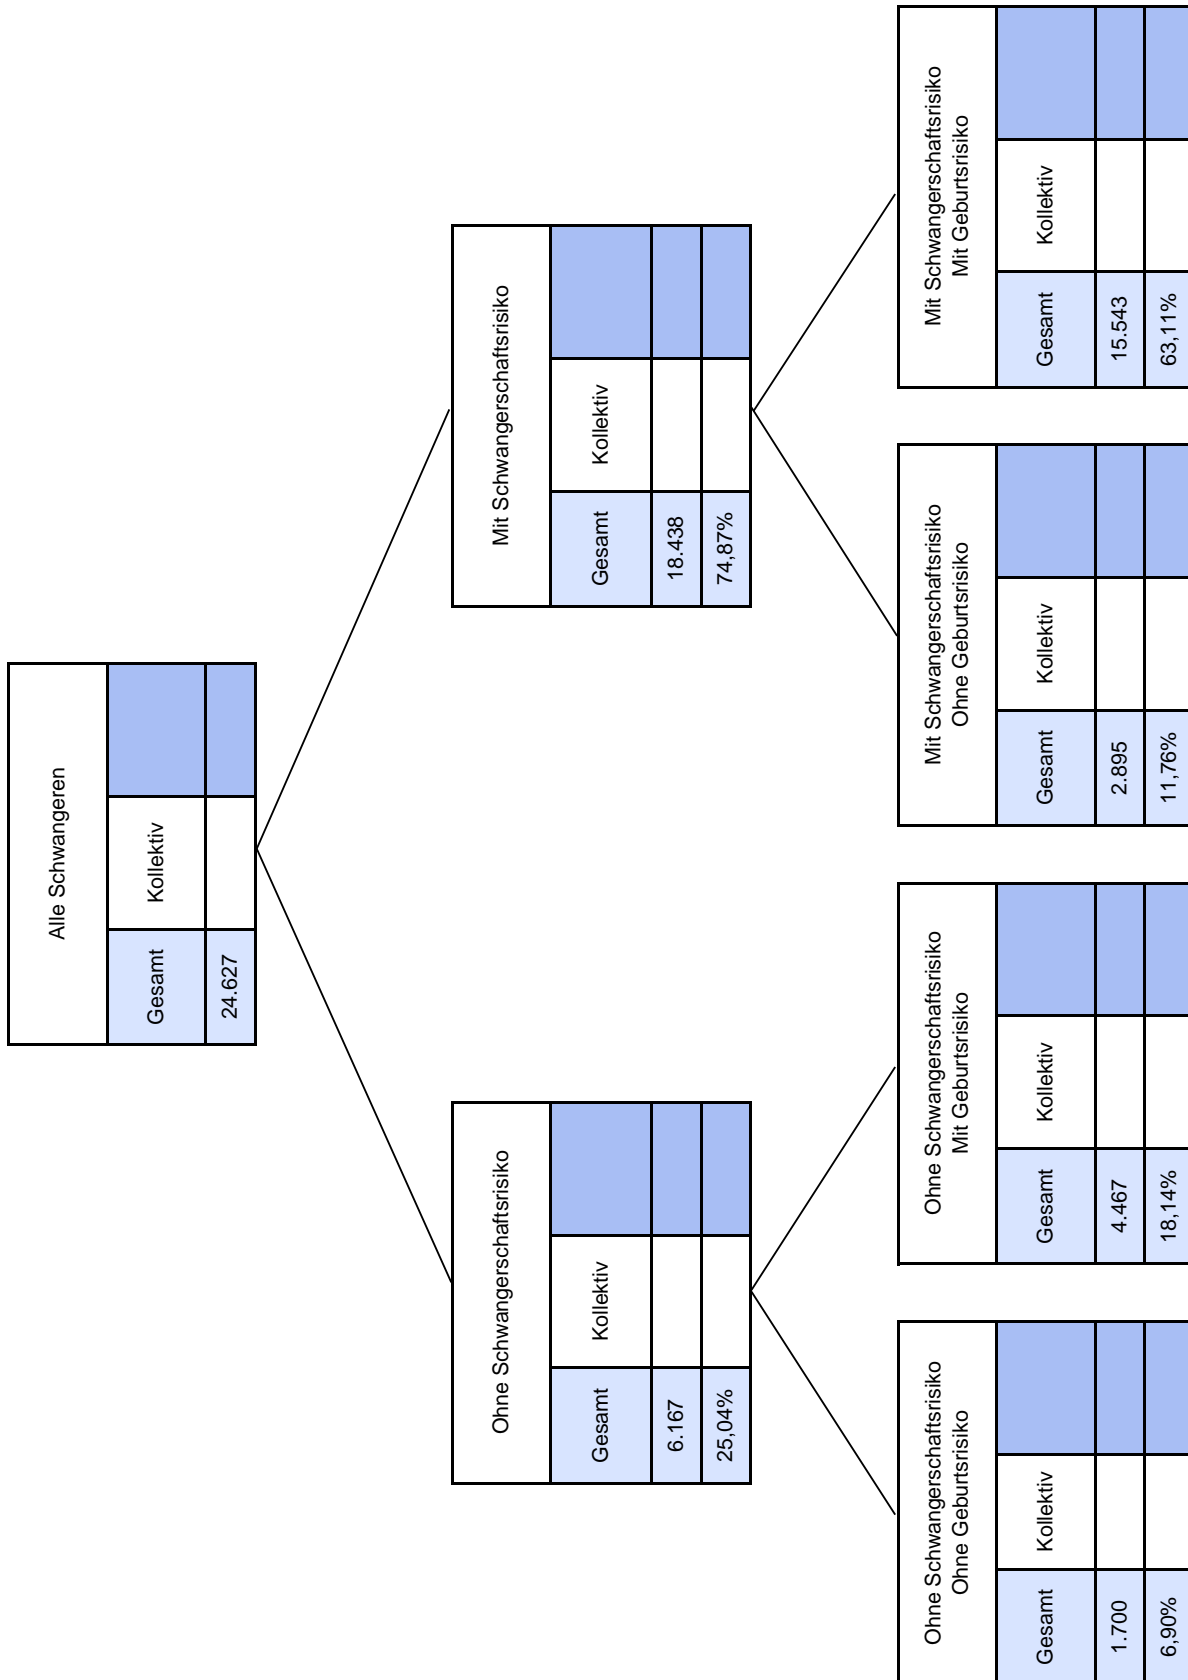 Alle Schwangeren
Gesamt Kollektiv
24.627
Ohne Schwangerschaftsrisiko
Gesamt Kollektiv
6.167
25,04%
Mit Schwangerschaftsrisiko
Gesamt Kollektiv
18.438
74,87%
Ohne Schwangerschaftsrisiko
Ohne Geburtsrisiko
Gesamt Kollektiv
1.700
6,90%
Ohne Schwangerschaftsrisiko
Mit Geburtsrisiko
Gesamt Kollektiv
4.467
18,14%
Mit Schwangerschaftsrisiko
Ohne Geburtsrisiko
Gesamt Kollektiv
2.895
11,76%
Mit Schwangerschaftsrisiko
Mit Geburtsrisiko
Gesamt Kollektiv
15.543
63,11%